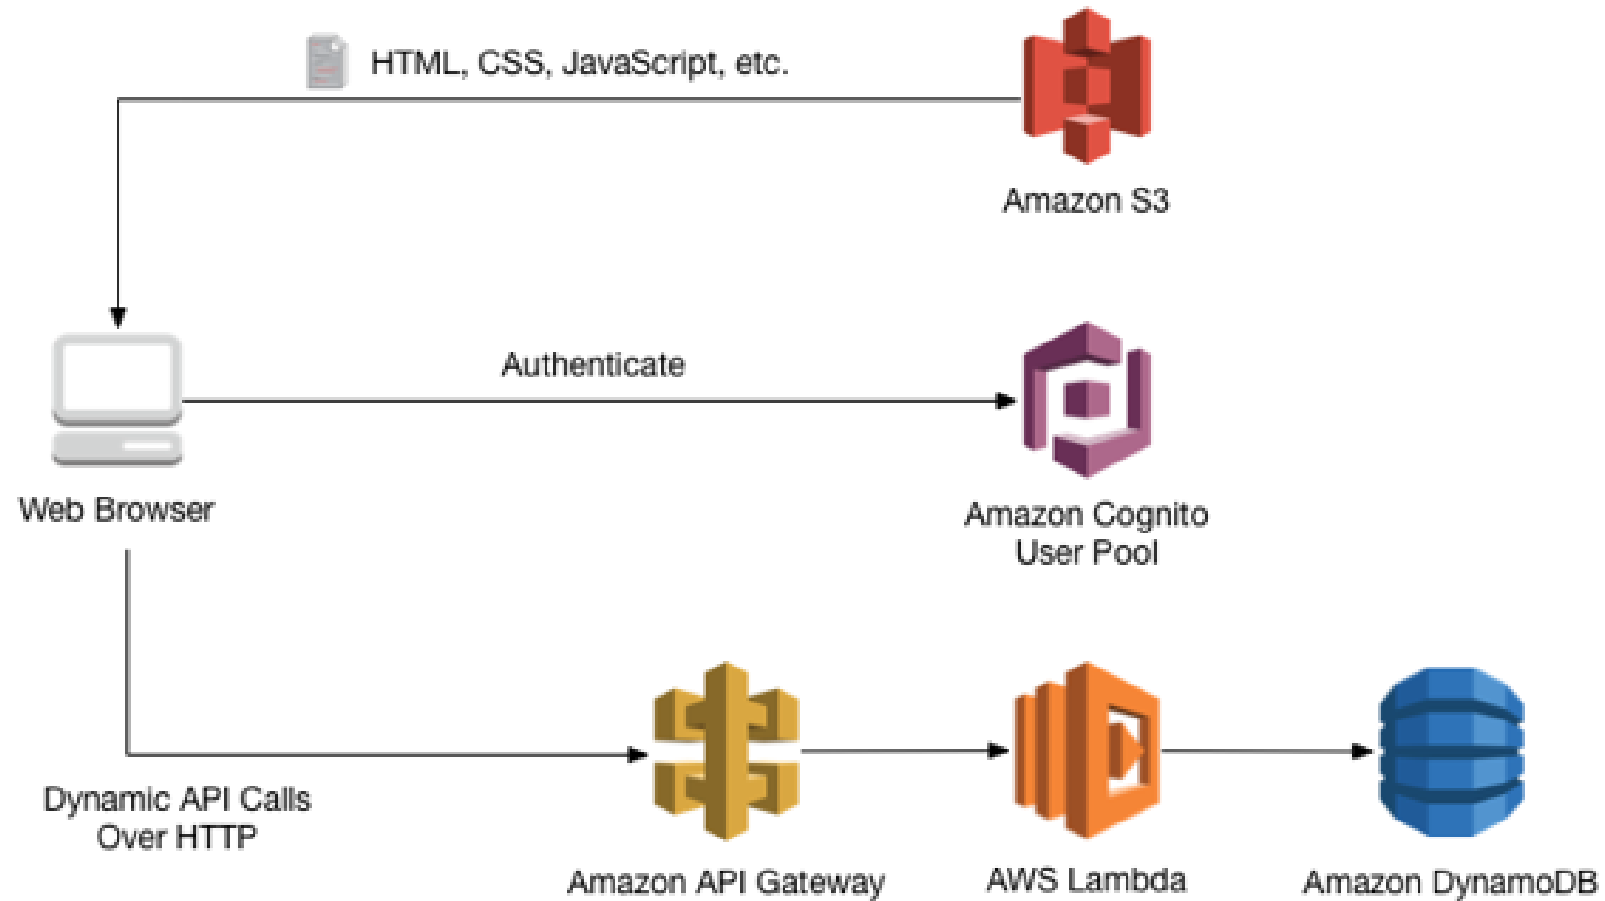 HTML, CSS, JavaScript, etc.
Amazon S3
Authenticate
Web Browser
Amazon Cognito
User Pool
Dynamic API Calls
Over HTTP
Amazon API Gateway
AWS Lambda
Amazon DynamoDB